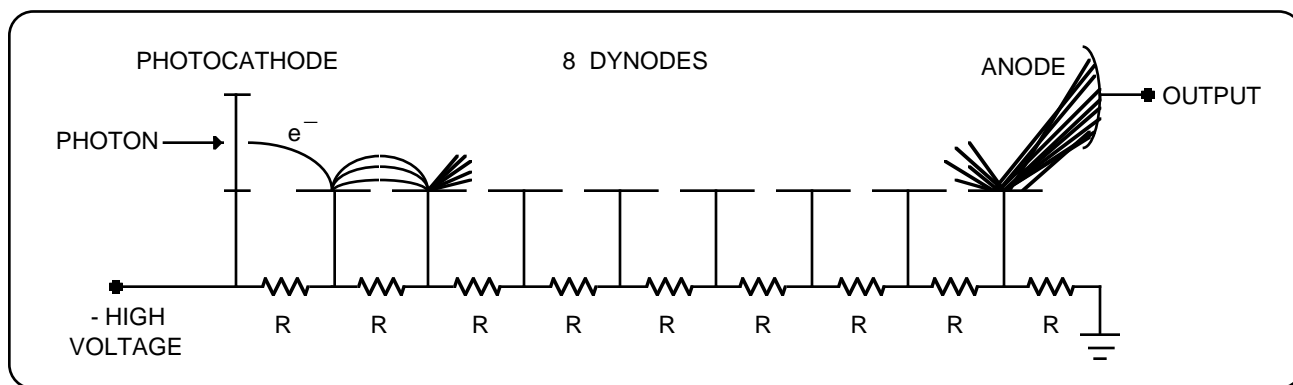 PHOTOCATHODE
8 DYNODES
ANODE
OUTPUT
PHOTON
e⁻
- HIGH
VOLTAGE
R R R R R R R R R